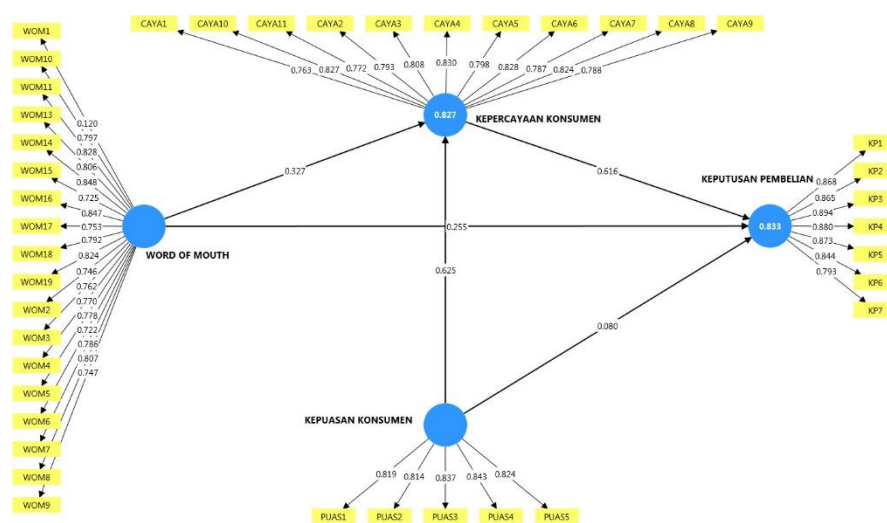 CAYA1 CAYA10 CAYA11 CAYA2 CAYA3 CAYA4 CAYA5 CAYA6 CAYA7 CAYA8 CAYA9
0.763 0.827 0.772 0.793 0.808 0.830 0.798 0.828 0.787 0.824 0.788
0.827
KEPERCAYAAN KONSUMEN
WOM1
WOM10
WOM11
WOM13
WOM14
WOM15
WOM16
WOM17
WOM18
WOM19
WOM2
WOM3
WOM4
WOM5
WOM6
WOM7
WOM8
WOM9
0.120
0.797
0.828
0.806
0.848
0.725
0.847
0.753
0.792
0.824
0.746
0.762
0.770
0.778
0.722
0.786
0.807
0.747
WORD OF MOUTH
0.327
0.616
0.255
0.625
0.080
KEPUTUSAN PEMBELIAN
0.833
0.868
0.865
0.894
0.880
0.873
0.844
0.793
KP1
KP2
KP3
KP4
KP5
KP6
KP7
KEPUASAN KONSUMEN
0.819 0.814 0.837 0.843 0.824
PUAS1 PUAS2 PUAS3 PUAS4 PUAS5